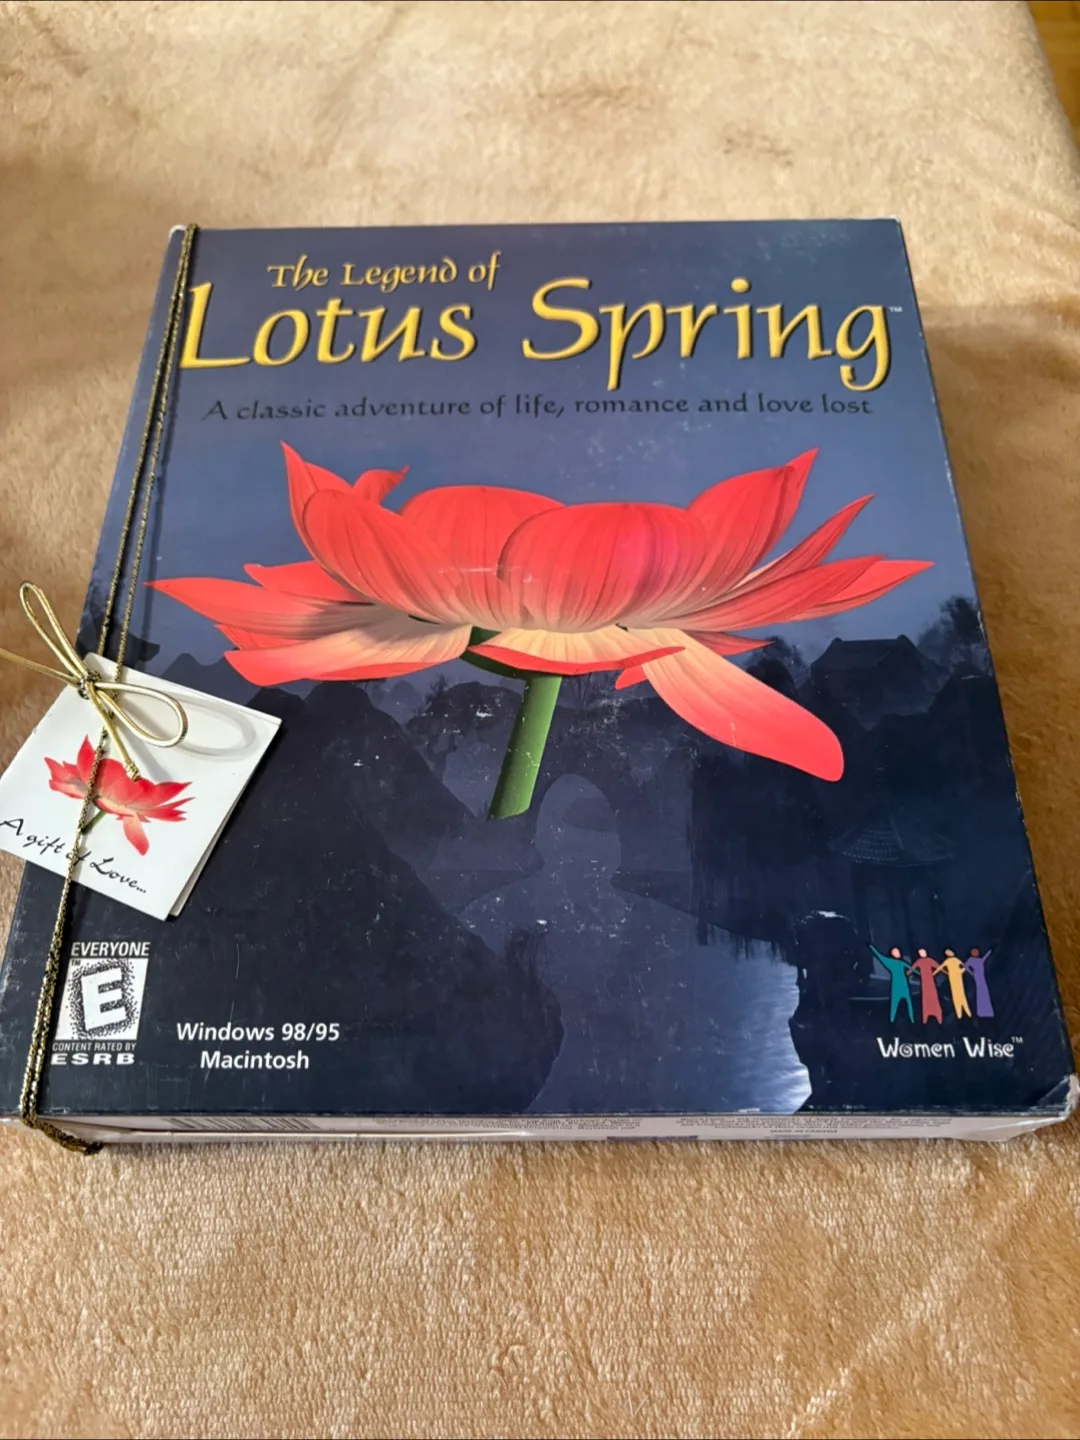 The Legend of
Lotus Spring™
A classic adventure of life, romance and love lost
A gift of Love...
EVERYONE
™
E
CONTENT RATED BY
ESRB
Windows 98/95
Macintosh
Women Wise™